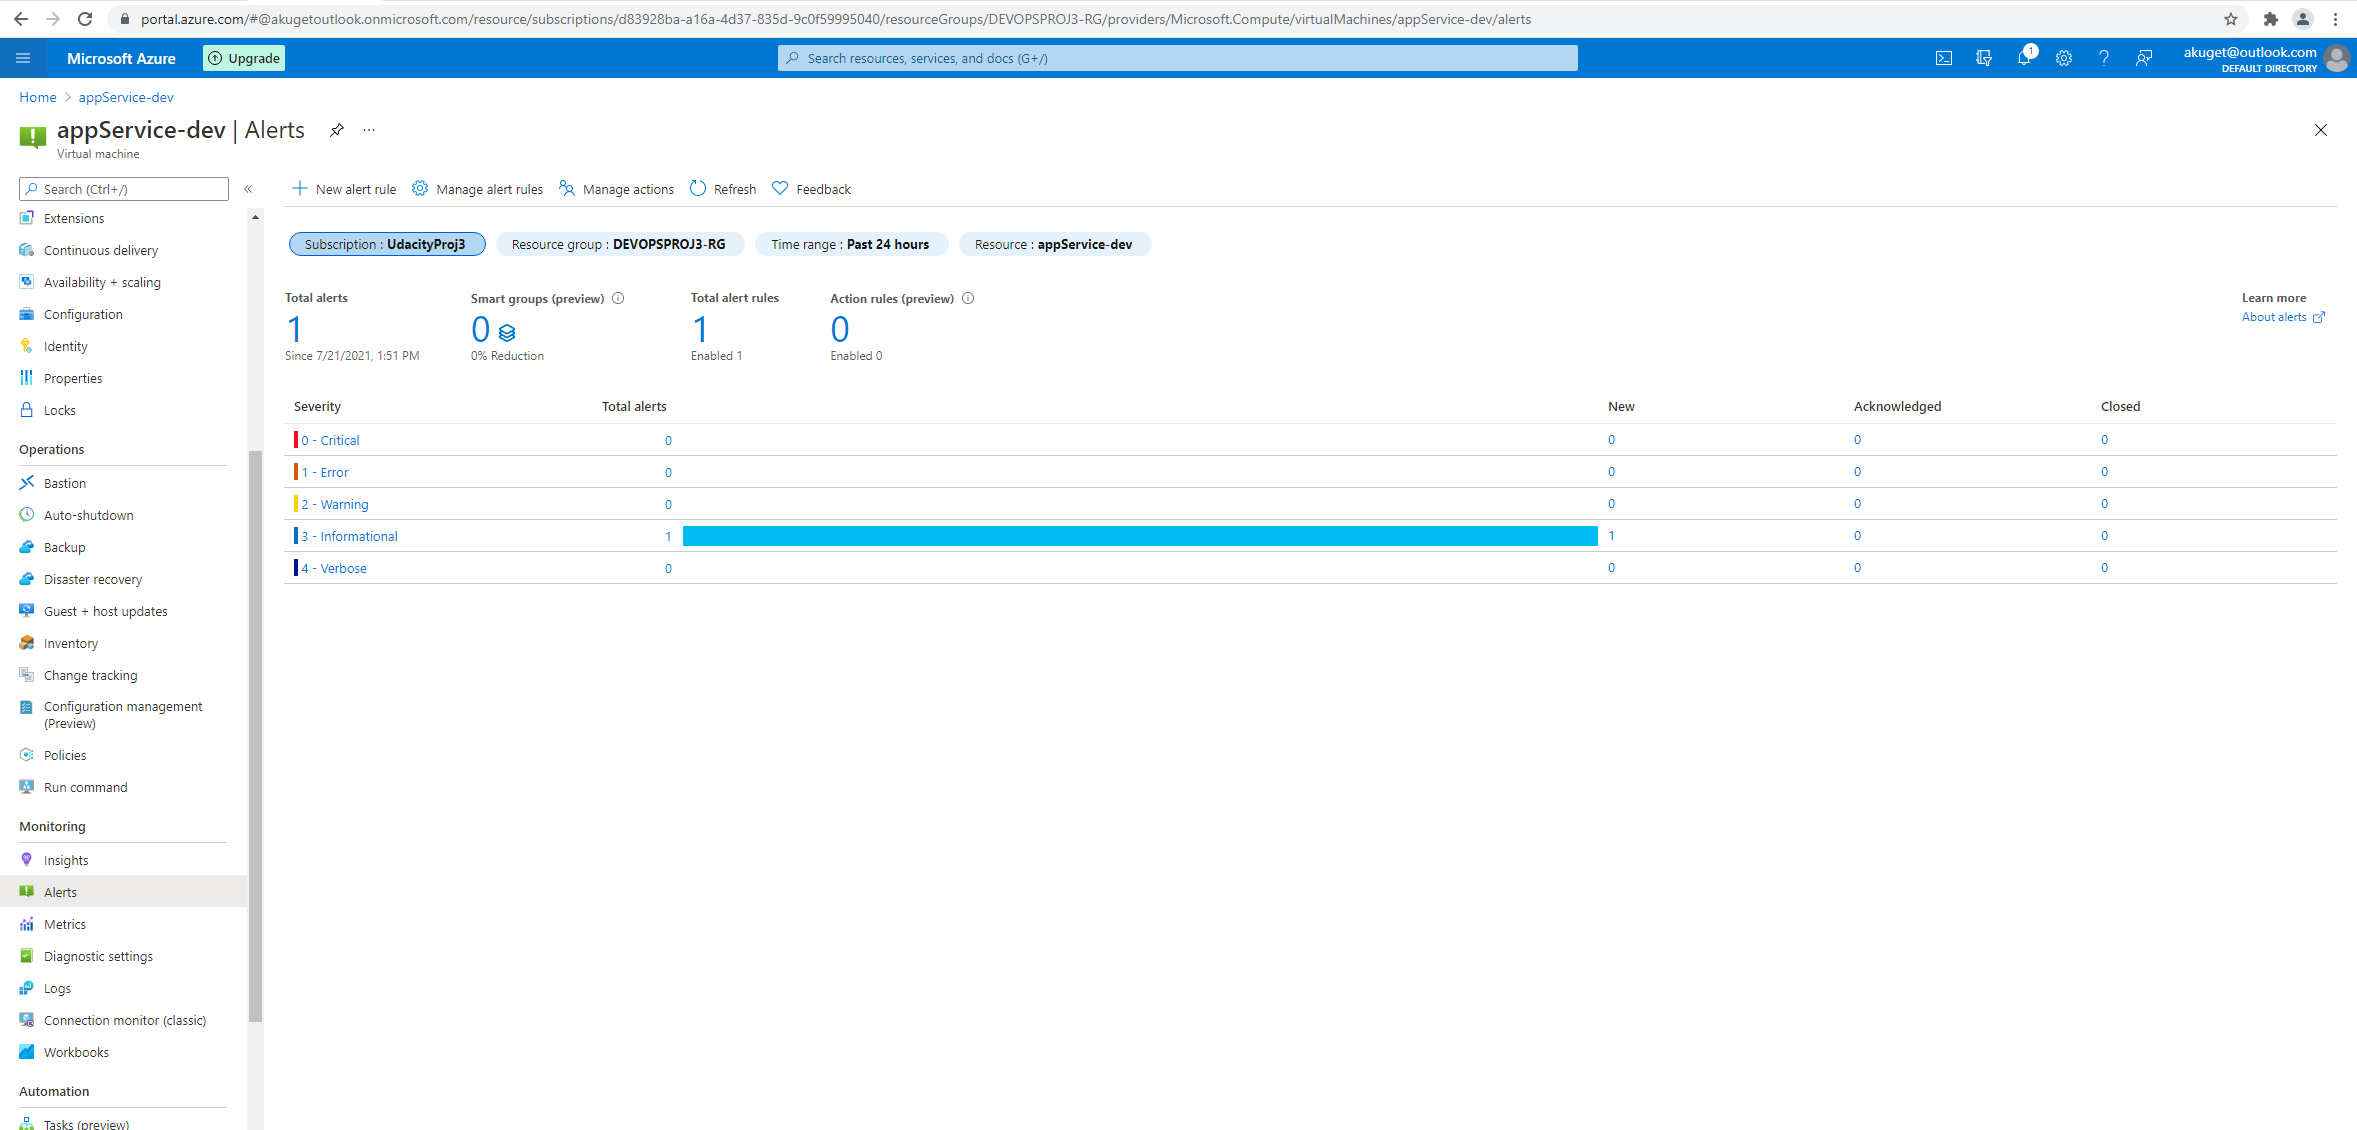 portal.azure.com/#@akugetoutlook.onmicrosoft.com/resource/subscriptions/d83928ba-a16a-4d37-835d-9c0f59995040/resourceGroups/DEVOPSPROJ3-RG/providers/Microsoft.Compute/virtualMachines/appService-dev/alerts
Microsoft Azure
Upgrade
Search resources, services, and docs (G+/)
1
akuget@outlook.com
DEFAULT DIRECTORY
Home > appService-dev
appService-dev | Alerts
Virtual machine
Search (Ctrl+/)
Extensions
Continuous delivery
Availability + scaling
Configuration
Identity
Properties
Locks
Operations
Bastion
Auto-shutdown
Backup
Disaster recovery
Guest + host updates
Inventory
Change tracking
Configuration management
(Preview)
Policies
Run command
Monitoring
Insights
Alerts
Metrics
Diagnostic settings
Logs
Connection monitor (classic)
Workbooks
Automation
Tasks (preview)
New alert rule Manage alert rules Manage actions Refresh Feedback
Subscription : UdacityProj3 Resource group : DEVOPSPROJ3-RG Time range : Past 24 hours Resource : appService-dev
Total alerts
1
Since 7/21/2021, 1:51 PM
Smart groups (preview)
0
0% Reduction
Total alert rules
1
Enabled 1
Action rules (preview)
0
Enabled 0
Learn more
About alerts
Severity Total alerts New Acknowledged Closed
0 - Critical 0 0 0 0
1 - Error 0 0 0 0
2 - Warning 0 0 0 0
3 - Informational 1 1 0 0
4 - Verbose 0 0 0 0